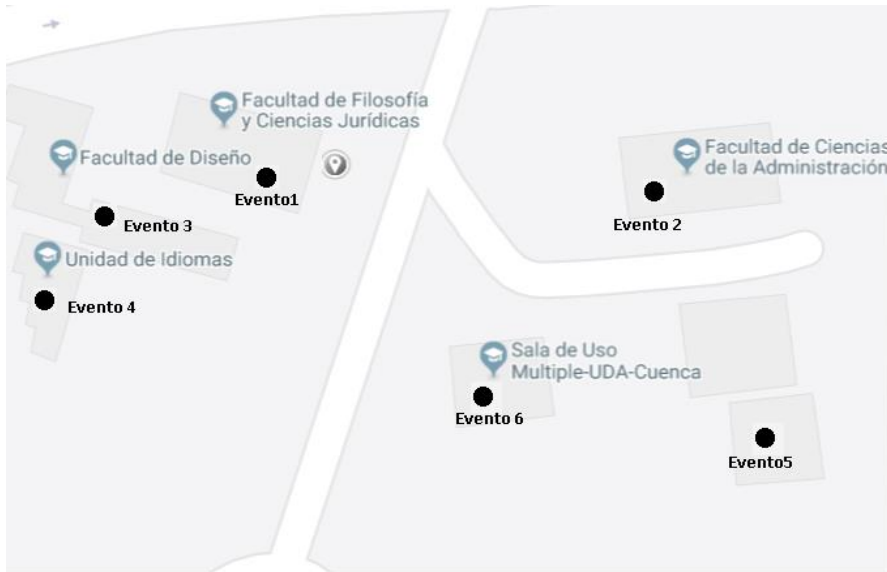 Facultad de Filosofía
y Ciencias Jurídicas
Facultad de Diseño
Evento1
Evento 3
Unidad de Idiomas
Evento 4
Facultad de Ciencias
de la Administración
Evento 2
Sala de Uso
Multiple-UDA-Cuenca
Evento 6
Evento5